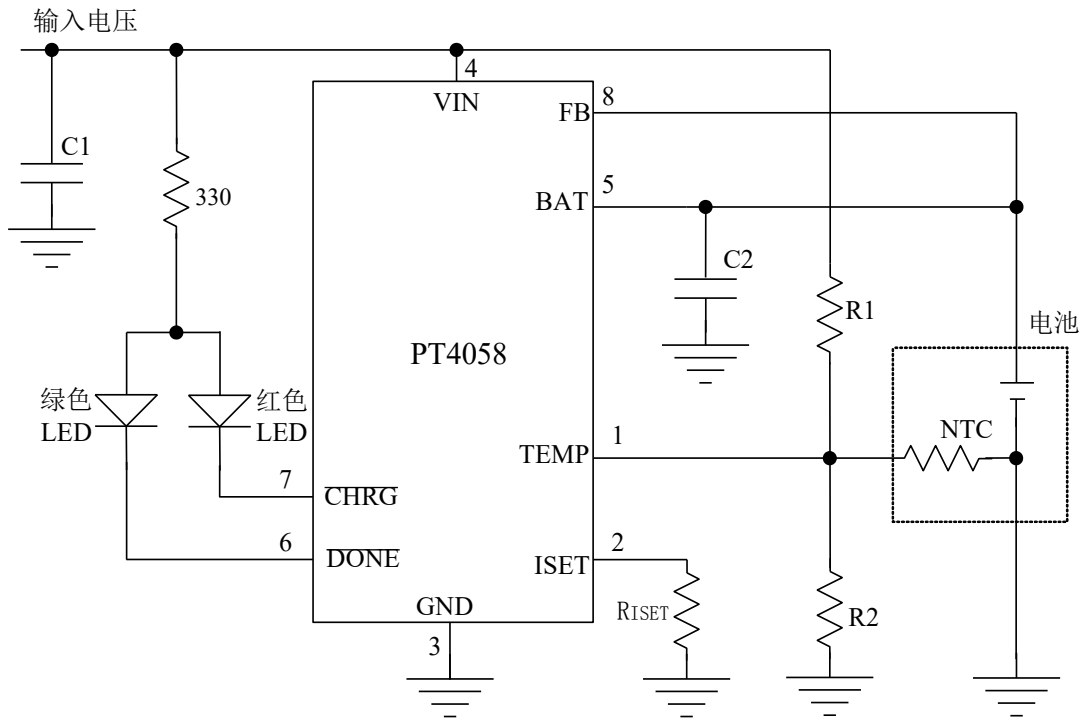 输入电压
4
VIN
8
FB
C1
330
5
BAT
C2
R1
PT4058
电池
绿色
LED
红色
LED
NTC
1
TEMP
7
CHRG
6
DONE
2
ISET
GND
RISET
R2
3